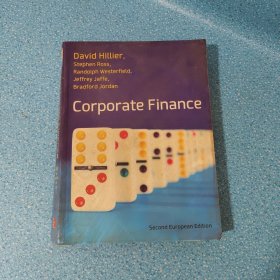 David Hillier,
Stephen Ross,
Randolph Westerfield,
Jeffrey Jaffe,
Bradford Jordan
Corporate Finance
Second European Edition